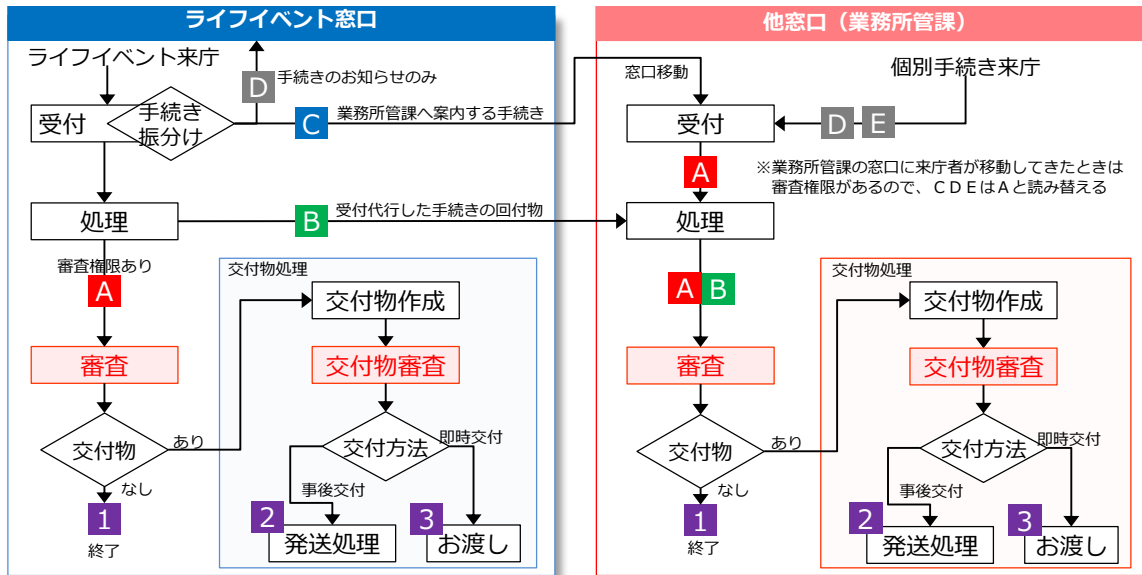 ライフイベント窓口
ライフイベント来庁
D
手続きのお知らせのみ
受付
手続き
振分け
C
業務所管課へ案内する手続き
処理
B
受付代行した手続きの回付物
審査権限あり
A
審査
交付物
あり
なし
1
終了
交付物処理
交付物作成
交付物審査
交付方法
即時交付
事後交付
2
発送処理
3
お渡し
他窓口（業務所管課）
窓口移動
個別手続き来庁
受付
D E
A
※業務所管課の窓口に来庁者が移動してきたときは
審査権限があるので、ＣＤＥはＡと読み替える
処理
A B
審査
交付物
あり
なし
1
終了
交付物処理
交付物作成
交付物審査
交付方法
即時交付
事後交付
2
発送処理
3
お渡し